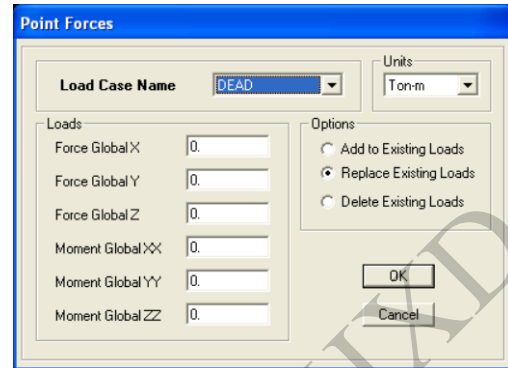 Point Forces
Load Case Name DEAD
Units
Ton-m
Loads
Force Global X 0.
Force Global Y 0.
Force Global Z 0.
Moment Global XX 0.
Moment Global YY 0.
Moment Global ZZ 0.
Options
Add to Existing Loads
Replace Existing Loads
Delete Existing Loads
OK
Cancel